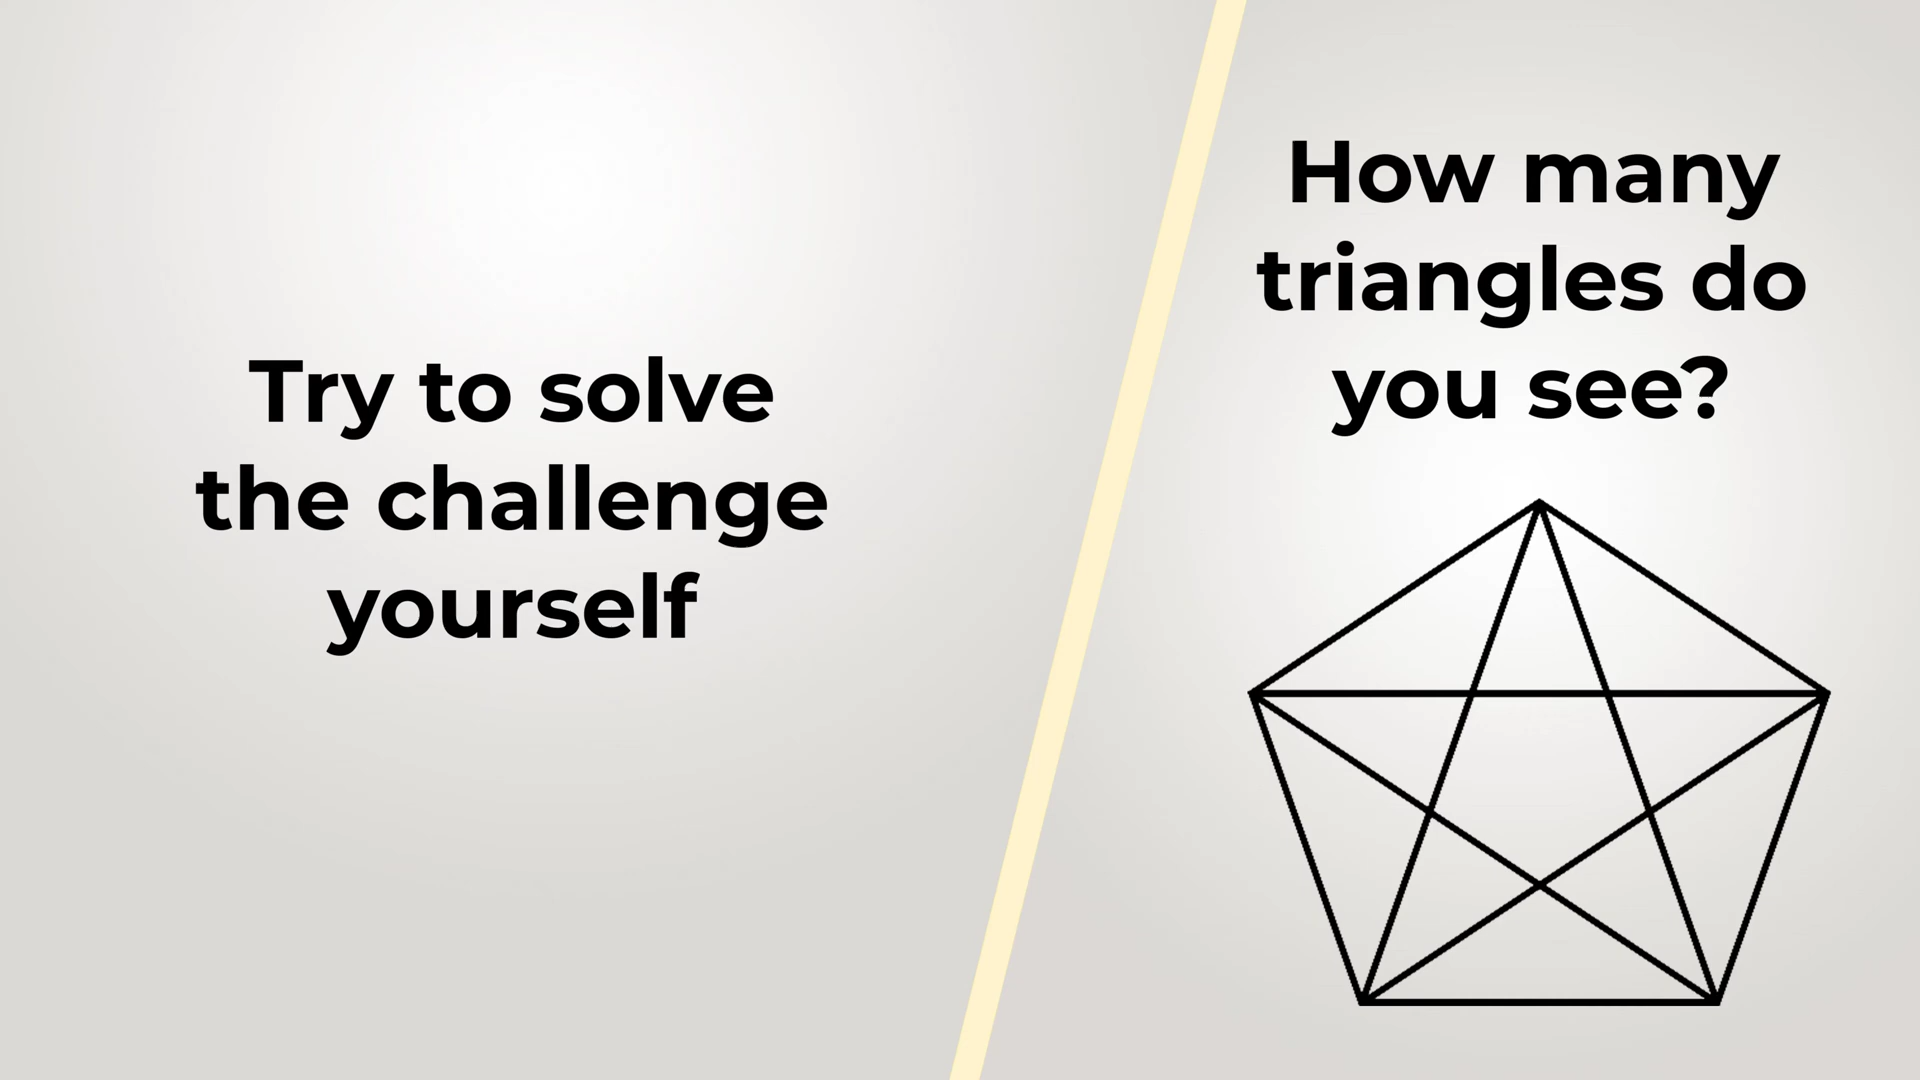 Try to solve
the challenge
yourself
How many
triangles do
you see?